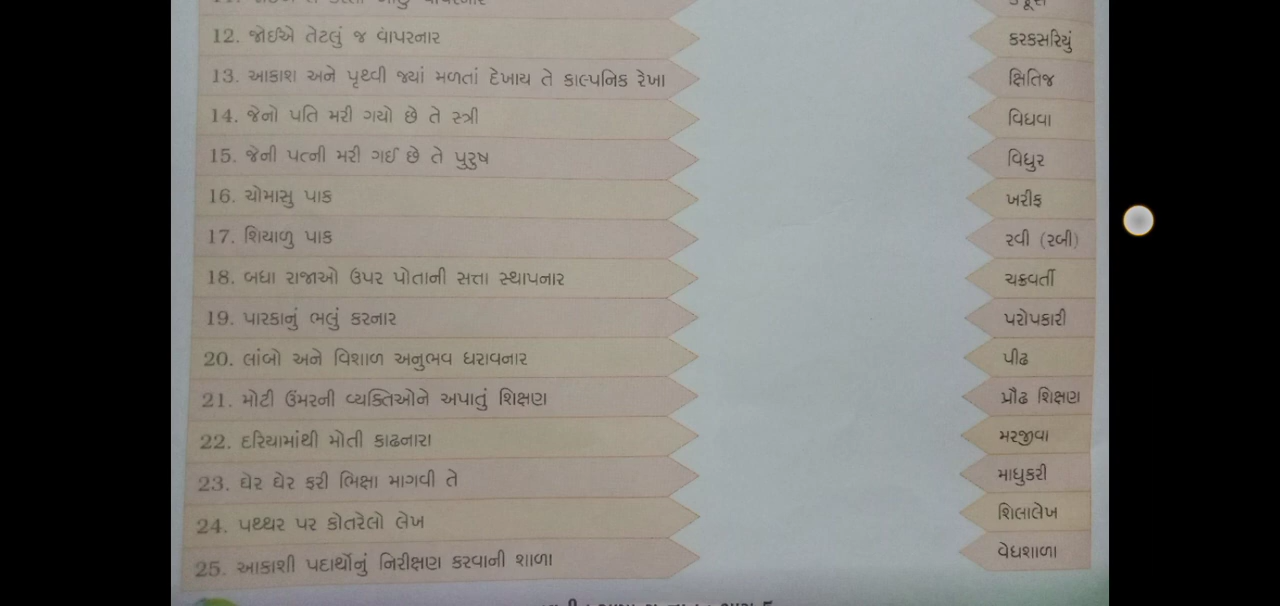 12. જોઈએ તેટલું જ વાપરનાર કરકસરિયું
13. આકાશ અને પૃથ્વી જ્યાં મળતાં દેખાય તે કાલ્પનિક રેખા ક્ષિતિજ
14. જેનો પતિ મરી ગયો છે તે સ્ત્રી વિધવા
15. જેની પત્ની મરી ગઈ છે તે પુરુષ વિધુર
16. ચોમાસુ પાક ખરીફ
17. શિયાળુ પાક રવી (રબી)
18. બધા રાજાઓ ઉપર પોતાની સત્તા સ્થાપનાર ચક્રવર્તી
19. પારકાનું ભલું કરનાર પરોપકારી
20. લાંબો અને વિશાળ અનુભવ ધરાવનાર પીઢ
21. મોટી ઉંમરની વ્યક્તિઓને અપાતું શિક્ષણ પ્રૌઢ શિક્ષણ
22. દરિયામાંથી મોતી કાઢનારા મરજીવા
23. ઘેર ઘેર ફરી ભિક્ષા માગવી તે માધુકરી
24. પથ્થર પર કોતરેલો લેખ શિલાલેખ
25. આકાશી પદાર્થોનું નિરીક્ષણ કરવાની શાળા વેધશાળા